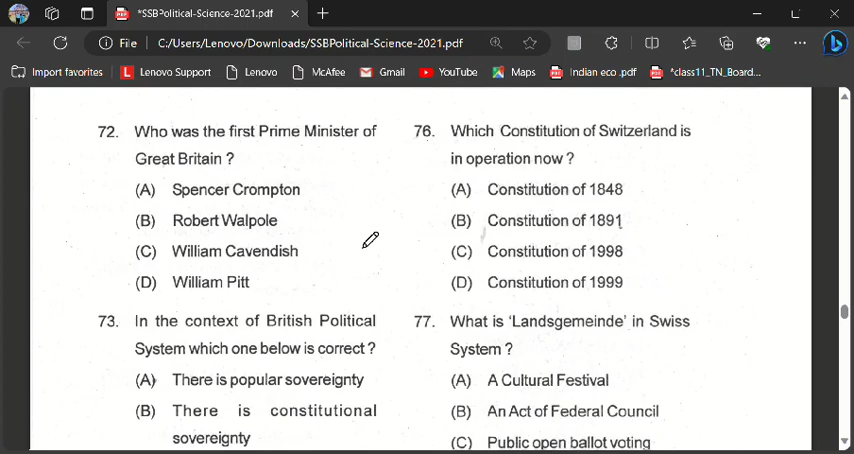 *SSBPolitical-Science-2021.pdf
File C:/Users/Lenovo/Downloads/SSBPolitical-Science-2021.pdf
Import favorites Lenovo Support Lenovo McAfee Gmail YouTube Maps Indian eco .pdf *class11_TN_Board...
72. Who was the first Prime Minister of
Great Britain ?
(A) Spencer Crompton
(B) Robert Walpole
(C) William Cavendish
(D) William Pitt
73. In the context of British Political
System which one below is correct ?
(A) There is popular sovereignty
(B) There is constitutional
sovereignty
76. Which Constitution of Switzerland is
in operation now ?
(A) Constitution of 1848
(B) Constitution of 1891
(C) Constitution of 1998
(D) Constitution of 1999
77. What is ‘Landsgemeinde’ in Swiss
System ?
(A) A Cultural Festival
(B) An Act of Federal Council
(C) Public open ballot voting